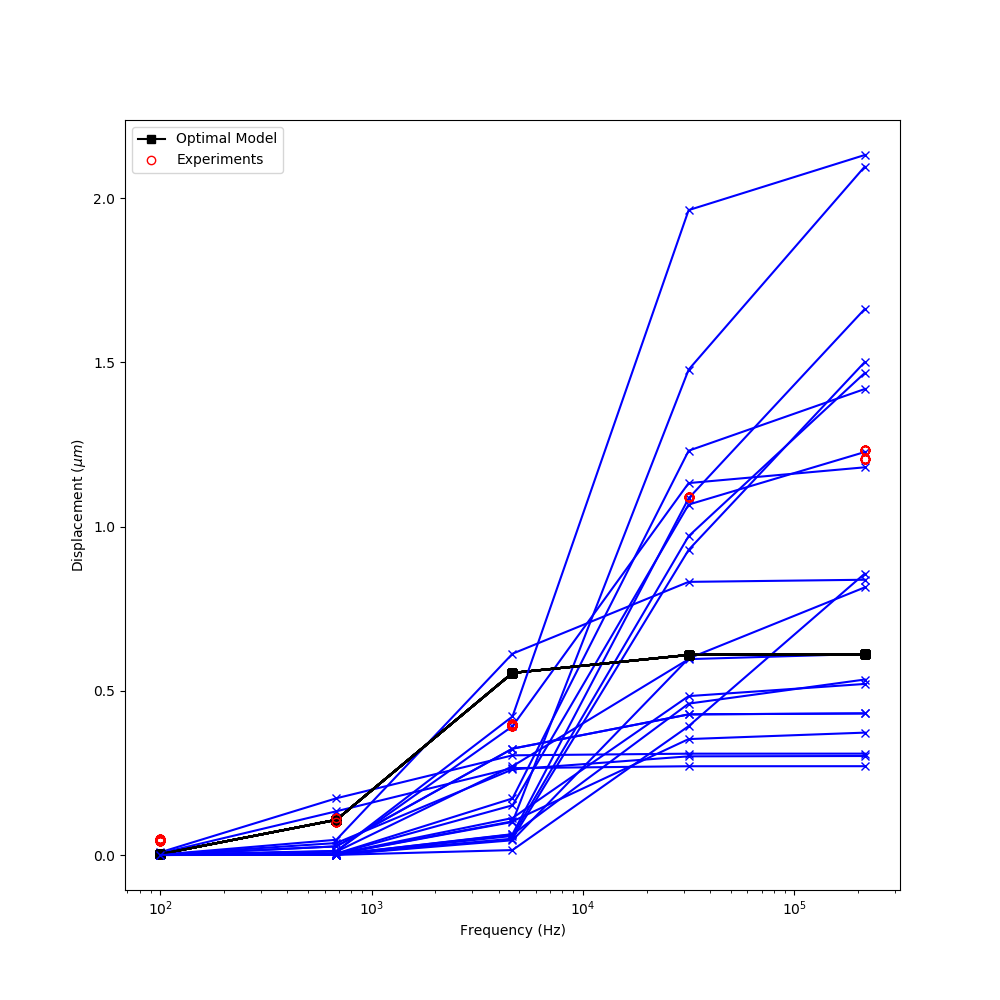 Optimal Model
Experiments
2.0
1.5
1.0
0.5
0.0
Displacement (μm)
10²
10³
10⁴
10⁵
Frequency (Hz)